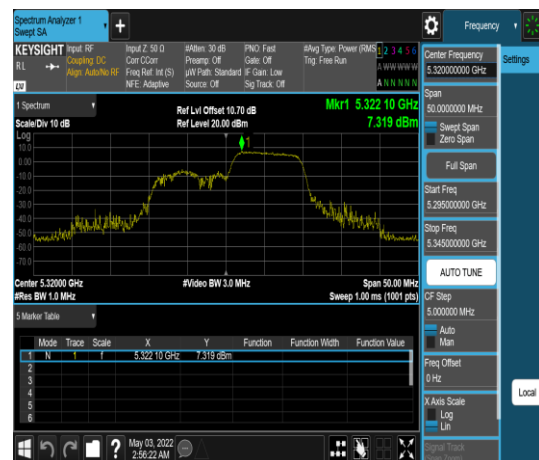 Spectrum Analyzer 1
Swept SA
+
Frequency
KEYSIGHT Input: RF Input Z: 50 Ω #Atten: 30 dB PNO: Fast #Avg Type: Power (RMS 1 2 3 4 5 6
RL Coupling: DC Corr CCorr Preamp: Off Gate: Off Trig: Free Run
Align: Auto/No RF Freq Ref: Int (S) µW Path: Standard IF Gain: Low A WWWWW
LXI NFE: Adaptive Source: Off Sig Track: Off A N N N N N
1 Spectrum
Scale/Div 10 dB
Ref Lvl Offset 10.70 dB
Ref Level 20.00 dBm
Mkr1 5.322 10 GHz
7.319 dBm
Log
1
10.0
0.00
-10.0
-20.0
-30.0
-40.0
-50.0
-60.0
-70.0
Center 5.32000 GHz #Video BW 3.0 MHz Span 50.00 MHz
#Res BW 1.0 MHz Sweep 1.00 ms (1001 pts)
5 Marker Table
Mode Trace Scale X Y Function Function Width Function Value
1 N 1 f 5.322 10 GHz 7.319 dBm
2
3
4
5
6
?
May 03, 2022
2:56:22 AM
Center Frequency
5.320000000 GHz
Settings
Span
50.0000000 MHz
Swept Span
Zero Span
Full Span
Start Freq
5.295000000 GHz
Stop Freq
5.345000000 GHz
AUTO TUNE
CF Step
5.000000 MHz
Auto
Man
Freq Offset
0 Hz
X Axis Scale
Log
Lin
Local
Signal Track
(Span Zoom)